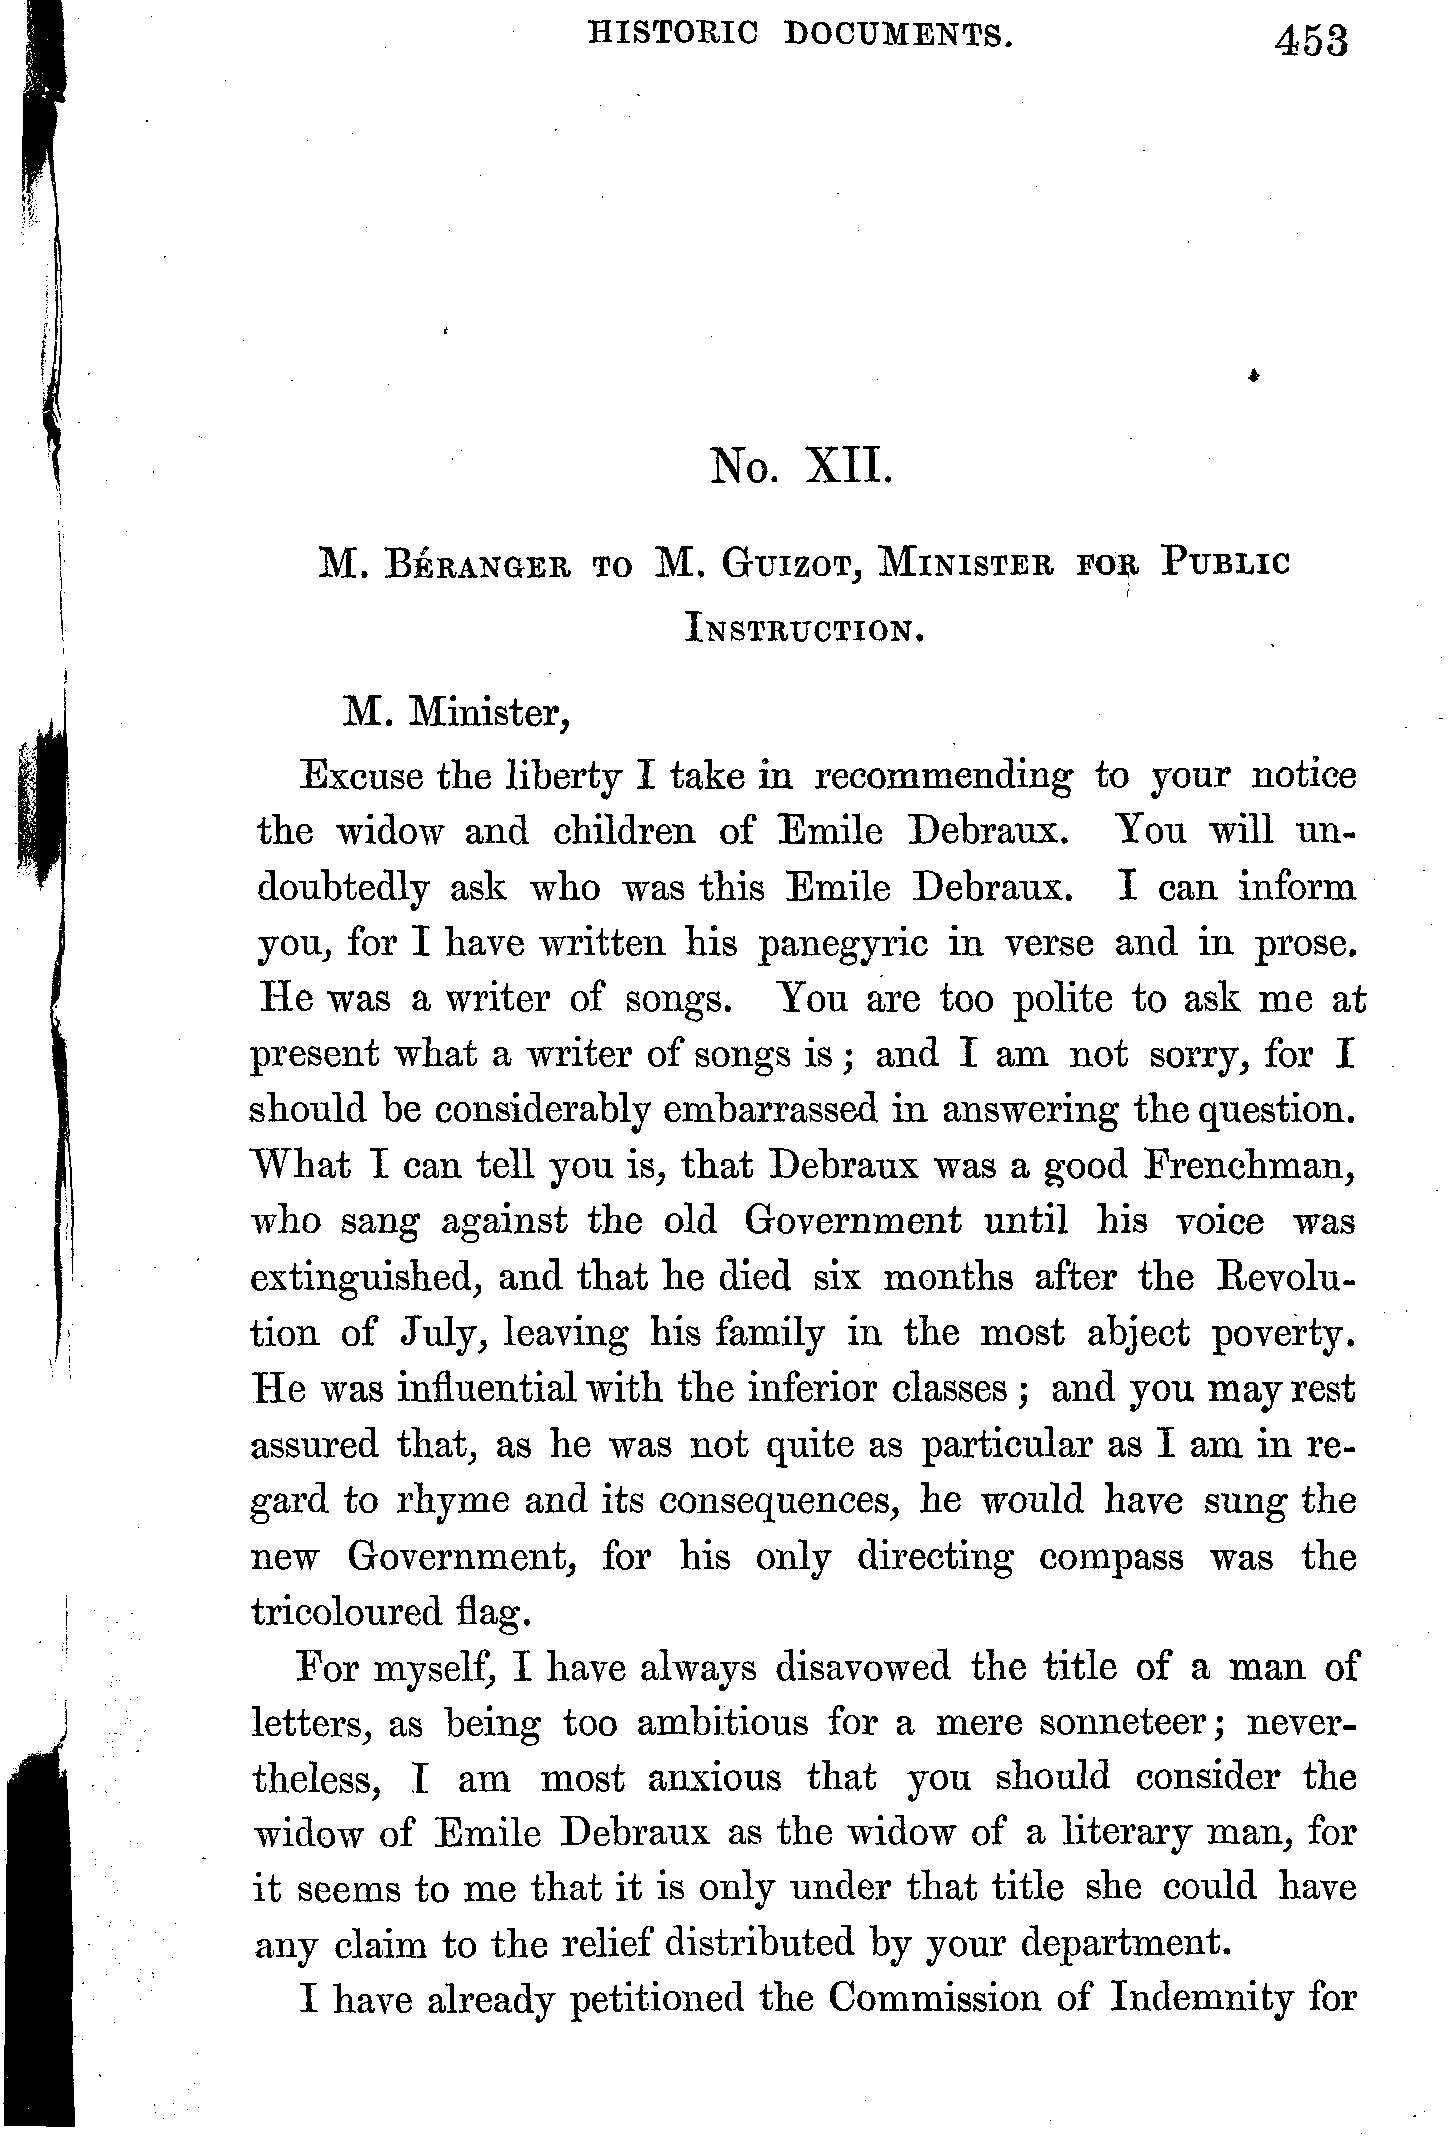 HISTORIC DOCUMENTS. 453
No. XII.
M. BÉRANGER TO M. GUIZOT, MINISTER FOR PUBLIC
INSTRUCTION.
M. Minister,
Excuse the liberty I take in recommending to your notice
the widow and children of Emile Debraux. You will un-
doubtedly ask who was this Emile Debraux. I can inform
you, for I have written his panegyric in verse and in prose.
He was a writer of songs. You are too polite to ask me at
present what a writer of songs is; and I am not sorry, for I
should be considerably embarrassed in answering the question.
What I can tell you is, that Debraux was a good Frenchman,
who sang against the old Government until his voice was
extinguished, and that he died six months after the Revolu-
tion of July, leaving his family in the most abject poverty.
He was influential with the inferior classes; and you may rest
assured that, as he was not quite as particular as I am in re-
gard to rhyme and its consequences, he would have sung the
new Government, for his only directing compass was the
tricoloured flag.
For myself, I have always disavowed the title of a man of
letters, as being too ambitious for a mere sonneteer; never-
theless, I am most anxious that you should consider the
widow of Emile Debraux as the widow of a literary man, for
it seems to me that it is only under that title she could have
any claim to the relief distributed by your department.
I have already petitioned the Commission of Indemnity for